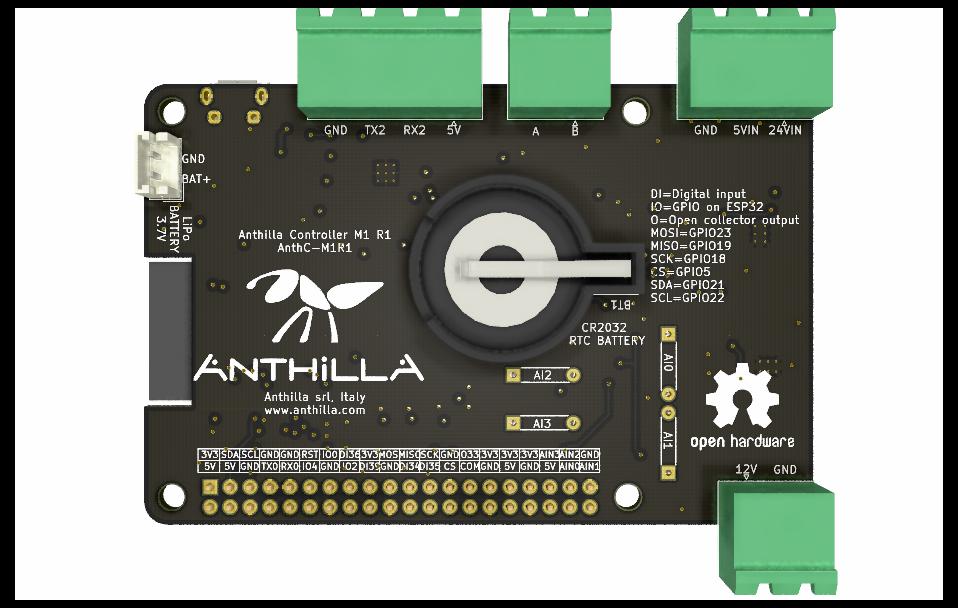 GND TX2 RX2 5V
A B
GND 5VIN 24VIN
GND
BAT+
LiPo
BATTERY
3.7V
Anthilla Controller M1 R1
AnthC-M1R1
DI=Digital input
IO=GPIO on ESP32
O=Open collector output
MOSI=GPIO23
MISO=GPIO19
SCK=GPIO18
CS=GPIO5
SDA=GPIO21
SCL=GPIO22
BT1
CR2032
RTC BATTERY
ANTHiLLA
Anthilla srl, Italy
www.anthilla.com
AI2
AI3
AI0
AI1
open hardware
3V3 SDA SCL GND GND RST IO0 DI36 3V3 MOSI MISO SCK GND O33 3V3 3V3 3V3 AIN3 AIN2 GND
5V 5V GND TX0 RX0 IO4 GND IO2 DI39 GND DI34 DI35 CS COM GND 5V GND 5V AIN0 AIN1
12V GND